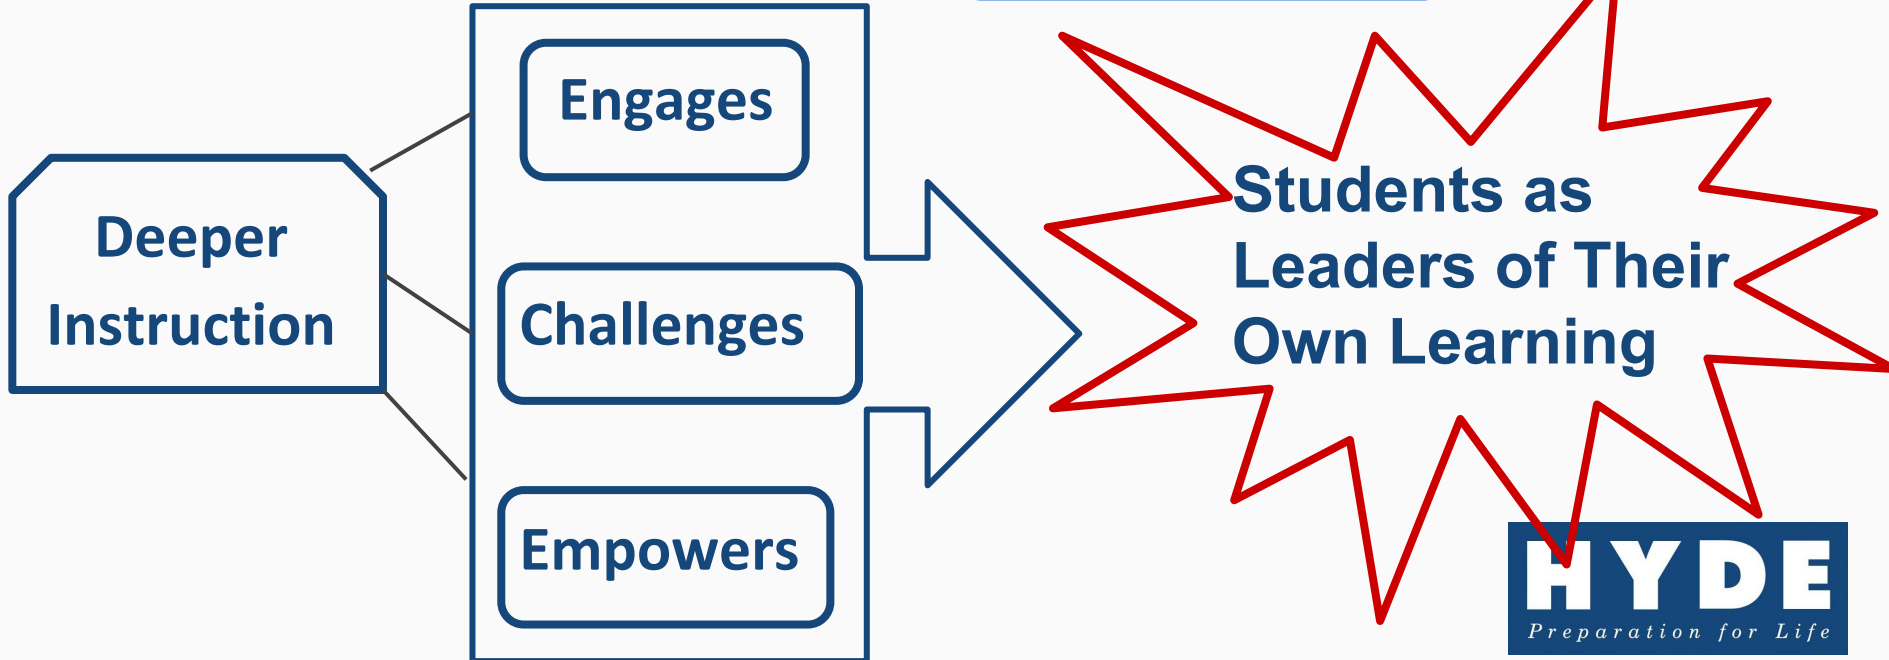 Engages
Deeper
Instruction
Challenges
Empowers
Students as
Leaders of Their
Own Learning
HYDE
Preparation for Life